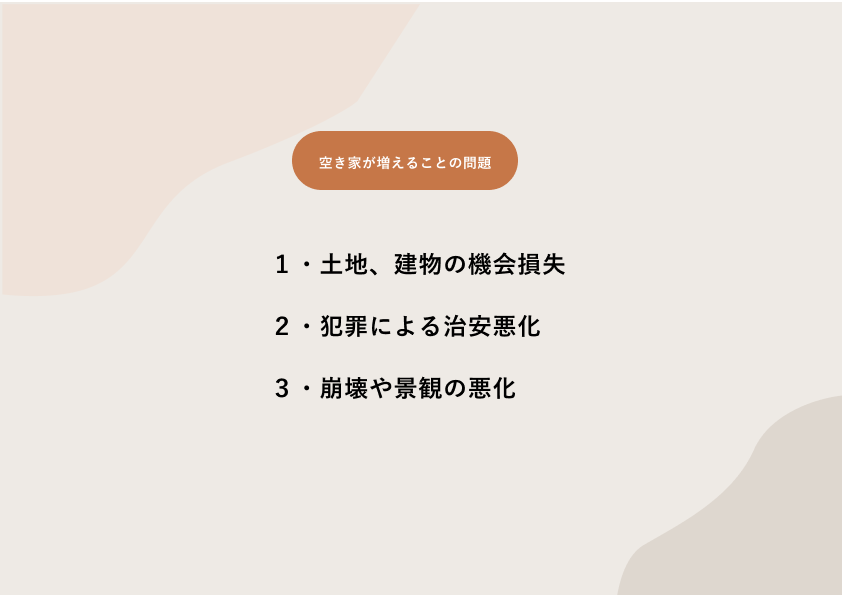 空き家が増えることの問題
1・土地、建物の機会損失
2・犯罪による治安悪化
3・崩壊や景観の悪化